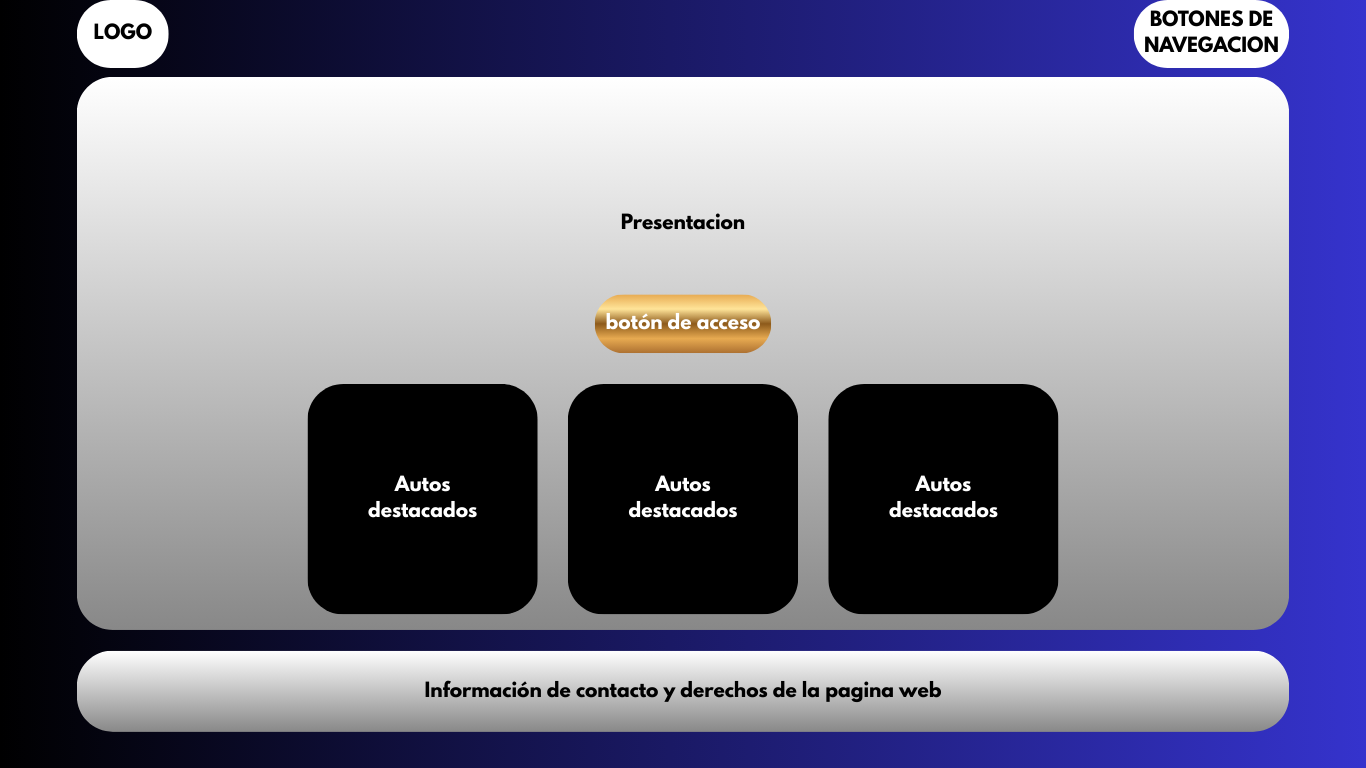 LOGO
BOTONES DE
NAVEGACION
Presentacion
botón de acceso
Autos
destacados
Autos
destacados
Autos
destacados
Información de contacto y derechos de la pagina web